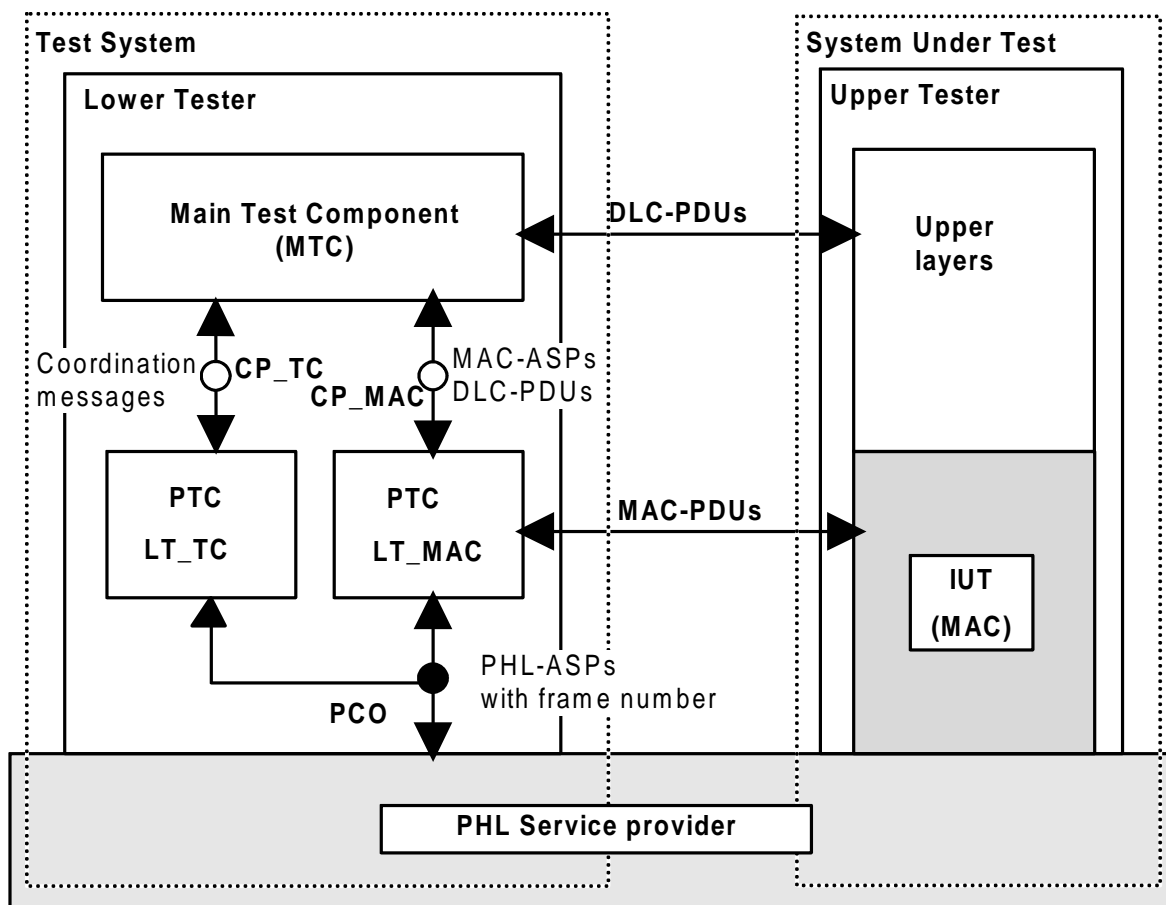 Test System
System Under Test
Lower Tester
Upper Tester
Main Test Component
(MTC)
DLC-PDUs
Upper
layers
Coordination
messages
CP_TC
CP_MAC
MAC-ASPs
DLC-PDUs
PTC
LT_TC
PTC
LT_MAC
MAC-PDUs
IUT
(MAC)
PHL-ASPs
with frame number
PCO
PHL Service provider